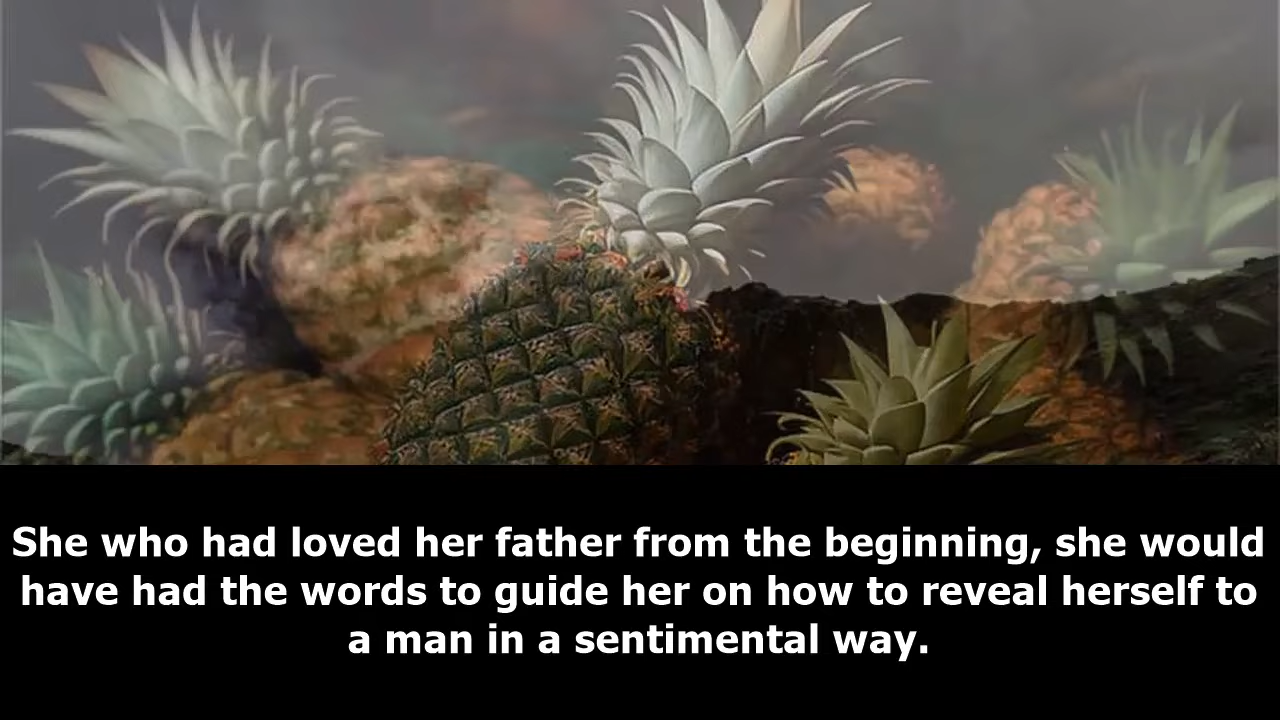 She who had loved her father from the beginning, she would
have had the words to guide her on how to reveal herself to
a man in a sentimental way.